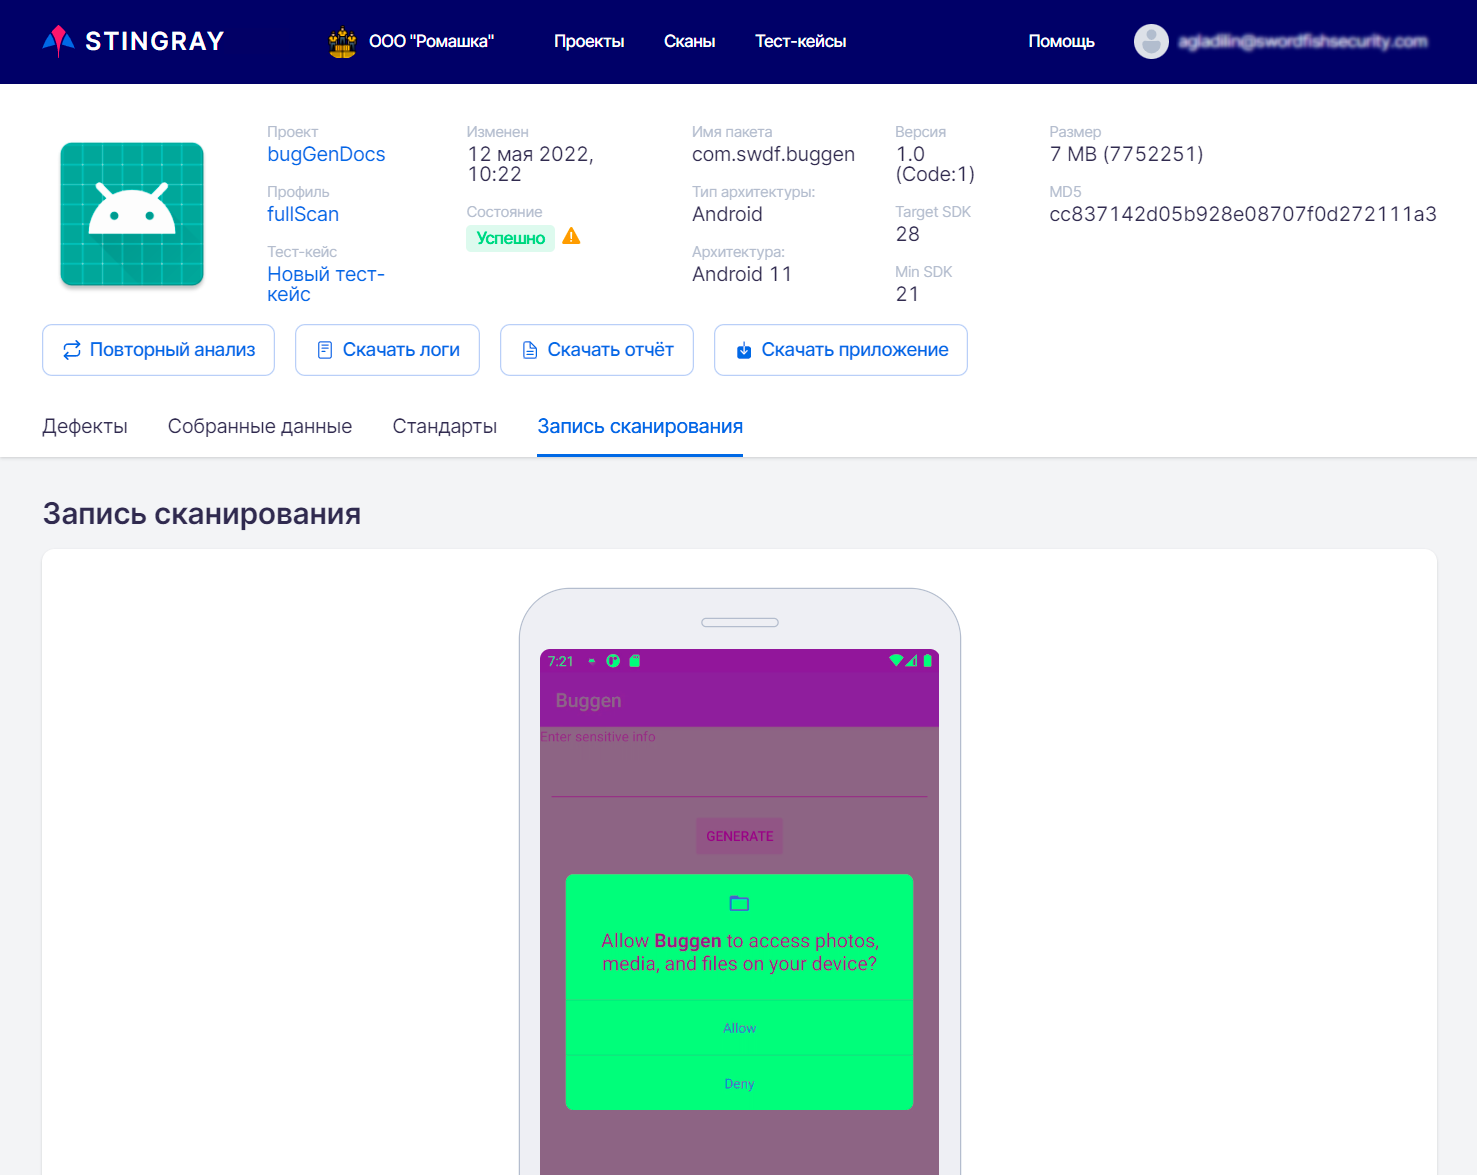 STINGRAY
ООО "Ромашка"
Проекты
Сканы
Тест-кейсы
Помощь
agladilin@swordfishsecurity.com
Проект
bugGenDocs
Профиль
fullScan
Тест-кейс
Новый тест-
кейс
Изменен
12 мая 2022,
10:22
Состояние
Успешно
Имя пакета
com.swdf.buggen
Тип архитектуры:
Android
Архитектура:
Android 11
Версия
1.0
(Code:1)
Target SDK
28
Min SDK
21
Размер
7 MB (7752251)
MD5
cc837142d05b928e08707f0d272111a3
Повторный анализ
Скачать логи
Скачать отчёт
Скачать приложение
Дефекты
Собранные данные
Стандарты
Запись сканирования
Запись сканирования
7:21
Buggen
Enter sensitive info
GENERATE
Allow Buggen to access photos,
media, and files on your device?
Allow
Deny